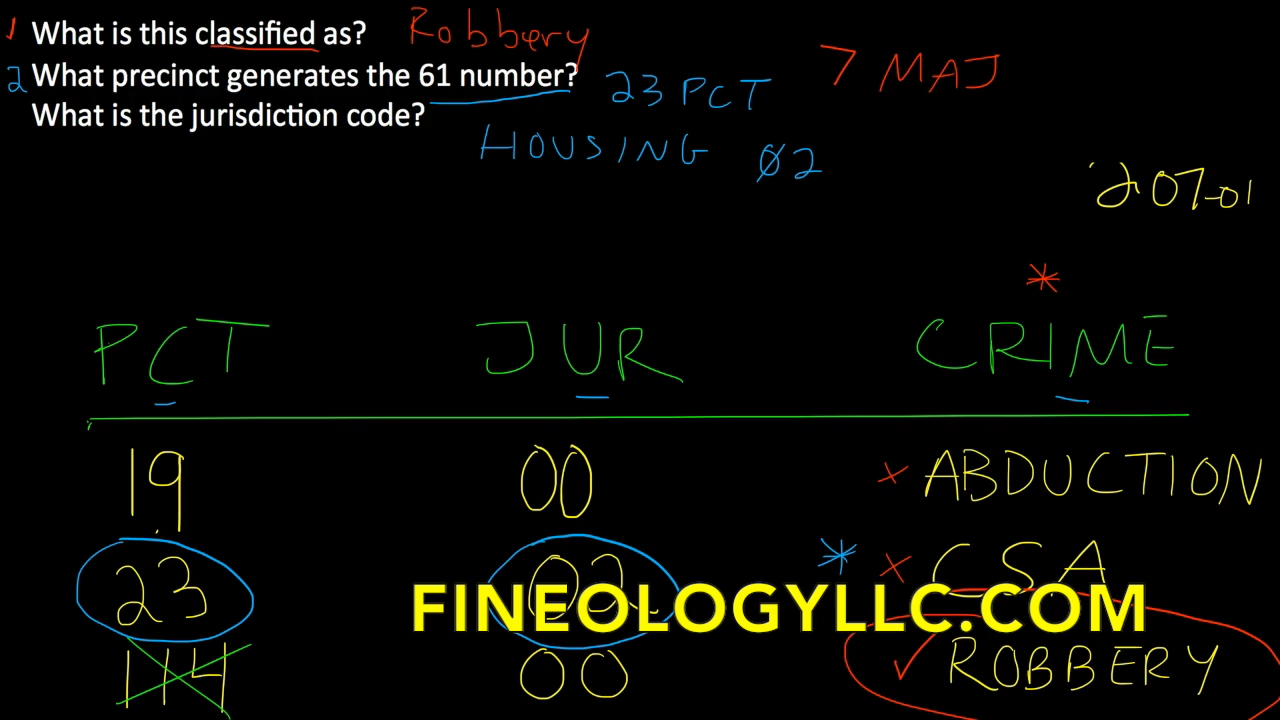 1 What is this classified as? Robbery
7 MAJ
2 What precinct generates the 61 number? 23 PCT
What is the jurisdiction code?
HOUSING 02
207-01
*
PCT JUR CRIME
19 00 × ABDUCTION
23 02 * × CSA
FINEOLOGYLLC.COM
114 00 ✓ ROBBERY